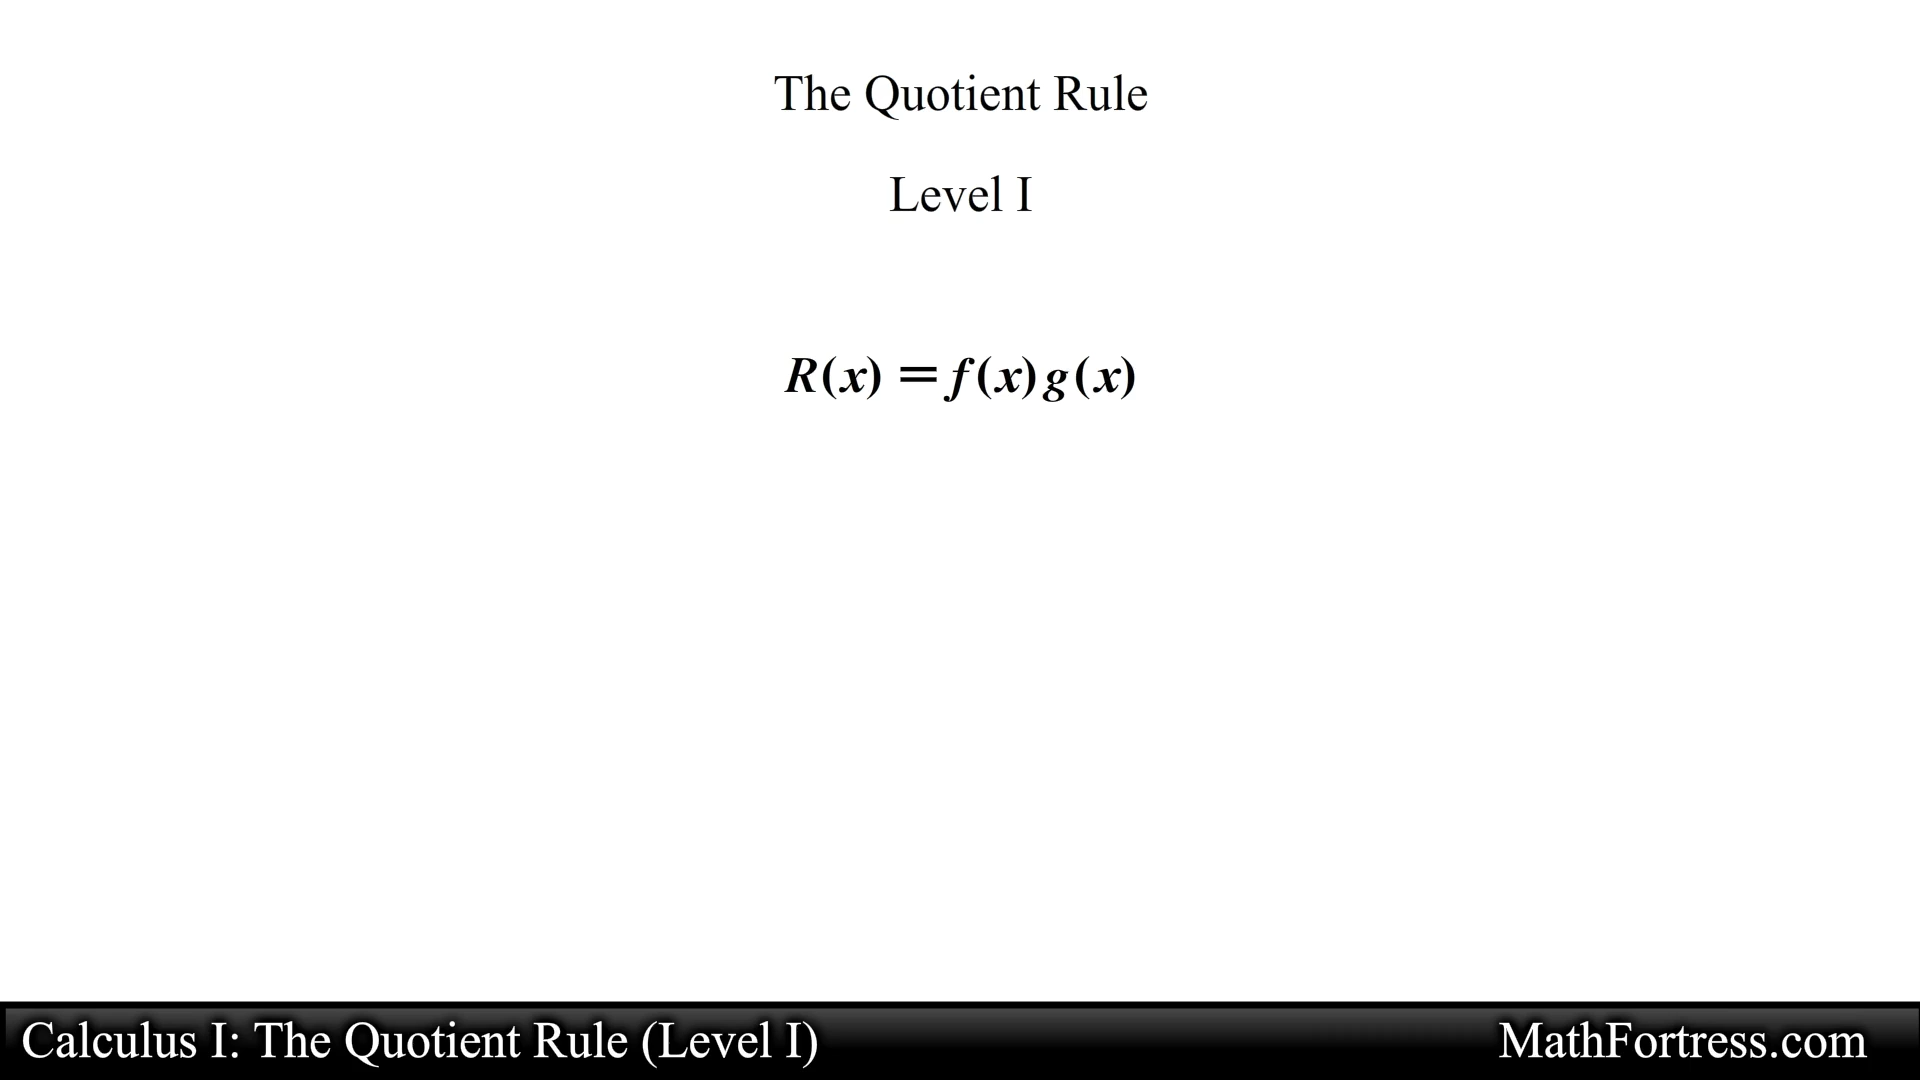 The Quotient Rule
Level I
R(x) = f(x)g(x)
Calculus I: The Quotient Rule (Level I)
MathFortress.com